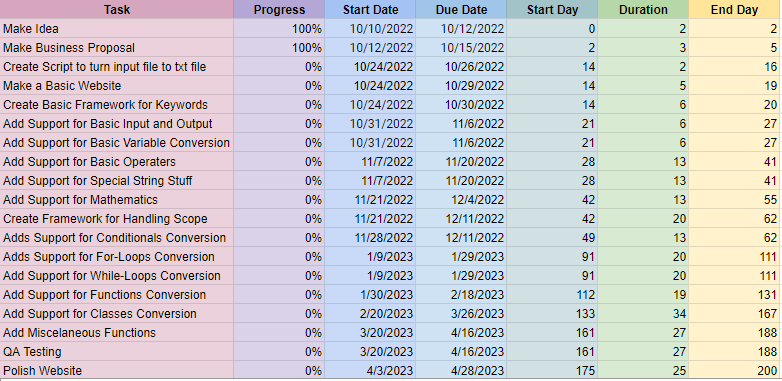 Task Progress Start Date Due Date Start Day Duration End Day
Make Idea 100% 10/10/2022 10/12/2022 0 2 2
Make Business Proposal 100% 10/12/2022 10/15/2022 2 3 5
Create Script to turn input file to txt file 0% 10/24/2022 10/26/2022 14 2 16
Make a Basic Website 0% 10/24/2022 10/29/2022 14 5 19
Create Basic Framework for Keywords 0% 10/24/2022 10/30/2022 14 6 20
Add Support for Basic Input and Output 0% 10/31/2022 11/6/2022 21 6 27
Add Support for Basic Variable Conversion 0% 10/31/2022 11/6/2022 21 6 27
Add Support for Basic Operaters 0% 11/7/2022 11/20/2022 28 13 41
Add Support for Special String Stuff 0% 11/7/2022 11/20/2022 28 13 41
Add Support for Mathematics 0% 11/21/2022 12/4/2022 42 13 55
Create Framework for Handling Scope 0% 11/21/2022 12/11/2022 42 20 62
Adds Support for Conditionals Conversion 0% 11/28/2022 12/11/2022 49 13 62
Add Support for For-Loops Conversion 0% 1/9/2023 1/29/2023 91 20 111
Add Support for While-Loops Conversion 0% 1/9/2023 1/29/2023 91 20 111
Add Support for Functions Conversion 0% 1/30/2023 2/18/2023 112 19 131
Add Support for Classes Conversion 0% 2/20/2023 3/26/2023 133 34 167
Add Miscelaneous Functions 0% 3/20/2023 4/16/2023 161 27 188
QA Testing 0% 3/20/2023 4/16/2023 161 27 188
Polish Website 0% 4/3/2023 4/28/2023 175 25 200